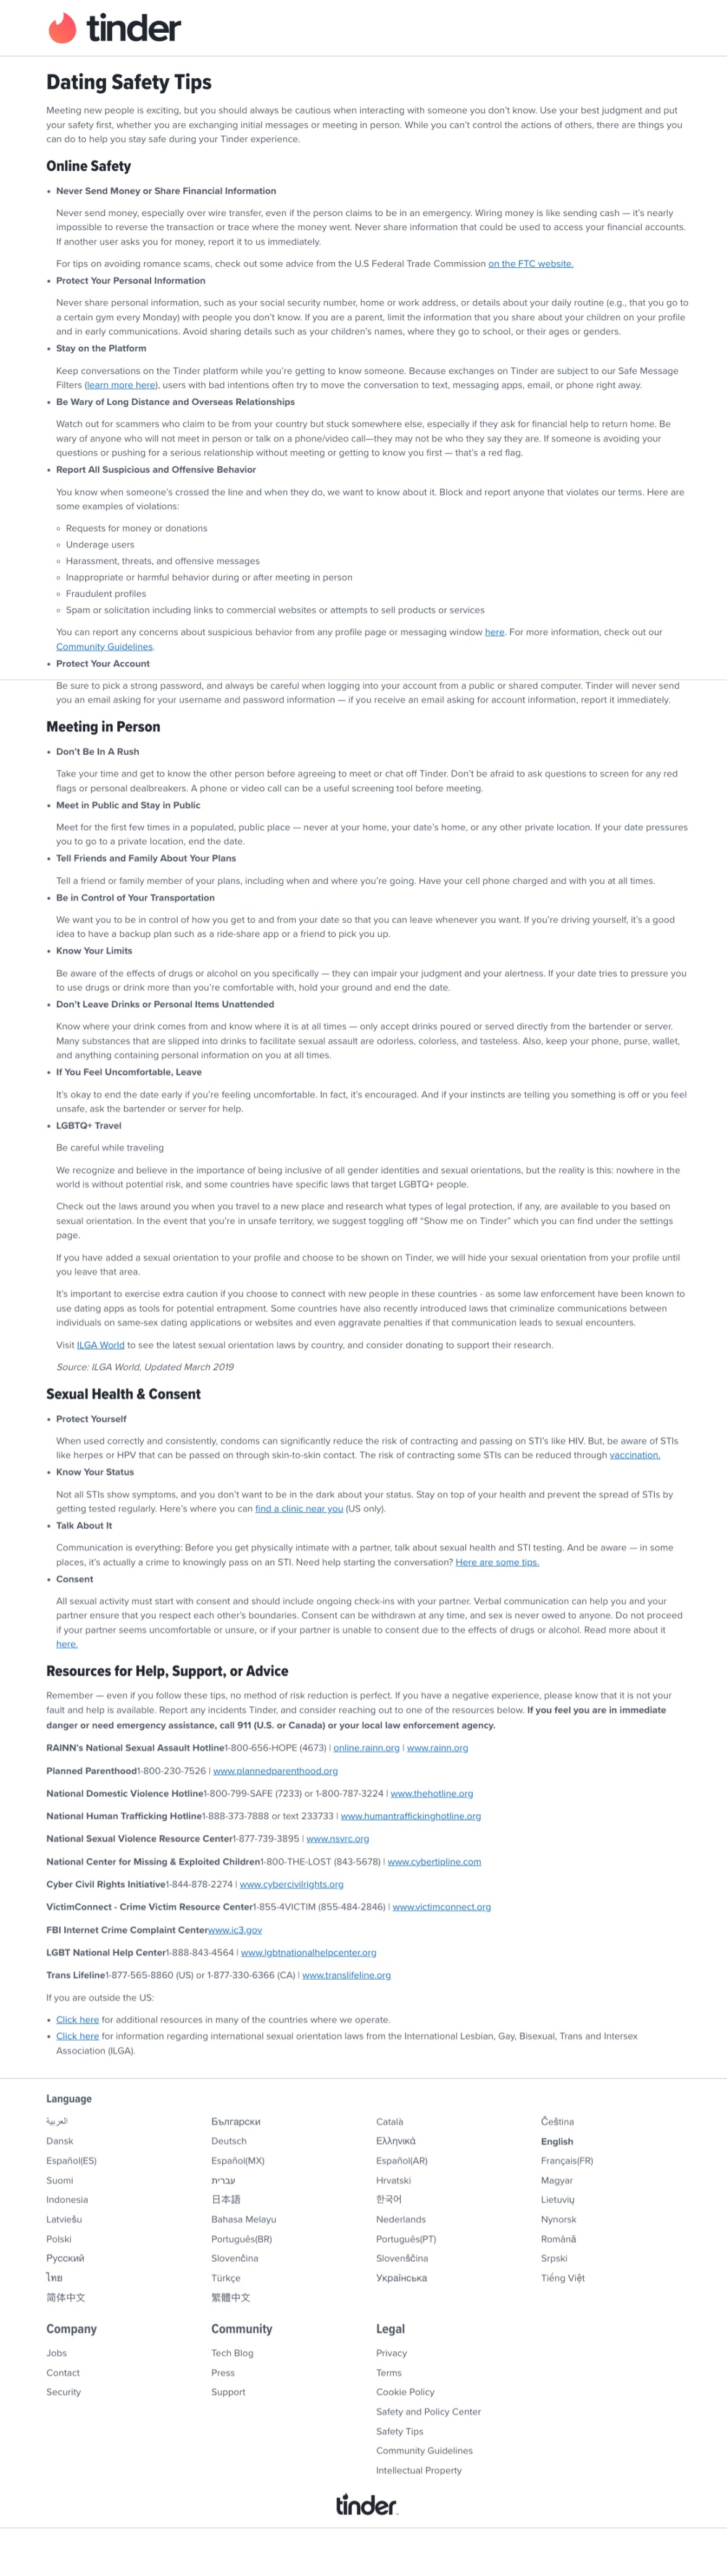 tinder
Dating Safety Tips
Meeting new people is exciting, but you should always be cautious when interacting with someone you don't know. Use your best judgment and put
your safety first, whether you are exchanging initial messages or meeting in person. While you can't control the actions of others, there are things you
can do to help you stay safe during your Tinder experience.
Online Safety
• Never Send Money or Share Financial Information
Never send money, especially over wire transfer, even if the person claims to be in an emergency. Wiring money is like sending cash — it's nearly
impossible to reverse the transaction or trace where the money went. Never share information that could be used to access your financial accounts.
If another user asks you for money, report it to us immediately.
For tips on avoiding romance scams, check out some advice from the U.S Federal Trade Commission on the FTC website.
• Protect Your Personal Information
Never share personal information, such as your social security number, home or work address, or details about your daily routine (e.g., that you go to
a certain gym every Monday) with people you don't know. If you are a parent, limit the information that you share about your children on your profile
and in early communications. Avoid sharing details such as your children's names, where they go to school, or their ages or genders.
• Stay on the Platform
Keep conversations on the Tinder platform while you're getting to know someone. Because exchanges on Tinder are subject to our Safe Message
Filters (learn more here), users with bad intentions often try to move the conversation to text, messaging apps, email, or phone right away.
• Be Wary of Long Distance and Overseas Relationships
Watch out for scammers who claim to be from your country but stuck somewhere else, especially if they ask for financial help to return home. Be
wary of anyone who will not meet in person or talk on a phone/video call—they may not be who they say they are. If someone is avoiding your
questions or pushing for a serious relationship without meeting or getting to know you first — that's a red flag.
• Report All Suspicious and Offensive Behavior
You know when someone's crossed the line and when they do, we want to know about it. Block and report anyone that violates our terms. Here are
some examples of violations:
◦ Requests for money or donations
◦ Underage users
◦ Harassment, threats, and offensive messages
◦ Inappropriate or harmful behavior during or after meeting in person
◦ Fraudulent profiles
◦ Spam or solicitation including links to commercial websites or attempts to sell products or services
You can report any concerns about suspicious behavior from any profile page or messaging window here. For more information, check out our
Community Guidelines.
• Protect Your Account
Be sure to pick a strong password, and always be careful when logging into your account from a public or shared computer. Tinder will never send
you an email asking for your username and password information — if you receive an email asking for account information, report it immediately.
Meeting in Person
• Don't Be In A Rush
Take your time and get to know the other person before agreeing to meet or chat off Tinder. Don't be afraid to ask questions to screen for any red
flags or personal dealbreakers. A phone or video call can be a useful screening tool before meeting.
• Meet in Public and Stay in Public
Meet for the first few times in a populated, public place — never at your home, your date's home, or any other private location. If your date pressures
you to go to a private location, end the date.
• Tell Friends and Family About Your Plans
Tell a friend or family member of your plans, including when and where you're going. Have your cell phone charged and with you at all times.
• Be in Control of Your Transportation
We want you to be in control of how you get to and from your date so that you can leave whenever you want. If you're driving yourself, it's a good
idea to have a backup plan such as a ride-share app or a friend to pick you up.
• Know Your Limits
Be aware of the effects of drugs or alcohol on you specifically — they can impair your judgment and your alertness. If your date tries to pressure you
to use drugs or drink more than you're comfortable with, hold your ground and end the date.
• Don't Leave Drinks or Personal Items Unattended
Know where your drink comes from and know where it is at all times — only accept drinks poured or served directly from the bartender or server.
Many substances that are slipped into drinks to facilitate sexual assault are odorless, colorless, and tasteless. Also, keep your phone, purse, wallet,
and anything containing personal information on you at all times.
• If You Feel Uncomfortable, Leave
It's okay to end the date early if you're feeling uncomfortable. In fact, it's encouraged. And if your instincts are telling you something is off or you feel
unsafe, ask the bartender or server for help.
• LGBTQ+ Travel
Be careful while traveling
We recognize and believe in the importance of being inclusive of all gender identities and sexual orientations, but the reality is this: nowhere in the
world is without potential risk, and some countries have specific laws that target LGBTQ+ people.
Check out the laws around you when you travel to a new place and research what types of legal protection, if any, are available to you based on
sexual orientation. In the event that you're in unsafe territory, we suggest toggling off “Show me on Tinder” which you can find under the settings
page.
If you have added a sexual orientation to your profile and choose to be shown on Tinder, we will hide your sexual orientation from your profile until
you leave that area.
It's important to exercise extra caution if you choose to connect with new people in these countries - as some law enforcement have been known to
use dating apps as tools for potential entrapment. Some countries have also recently introduced laws that criminalize communications between
individuals on same-sex dating applications or websites and even aggravate penalties if that communication leads to sexual encounters.
Visit ILGA World to see the latest sexual orientation laws by country, and consider donating to support their research.
Source: ILGA World, Updated March 2019
Sexual Health & Consent
• Protect Yourself
When used correctly and consistently, condoms can significantly reduce the risk of contracting and passing on STI's like HIV. But, be aware of STIs
like herpes or HPV that can be passed on through skin-to-skin contact. The risk of contracting some STIs can be reduced through vaccination.
• Know Your Status
Not all STIs show symptoms, and you don't want to be in the dark about your status. Stay on top of your health and prevent the spread of STIs by
getting tested regularly. Here's where you can find a clinic near you (US only).
• Talk About It
Communication is everything: Before you get physically intimate with a partner, talk about sexual health and STI testing. And be aware — in some
places, it's actually a crime to knowingly pass on an STI. Need help starting the conversation? Here are some tips.
• Consent
All sexual activity must start with consent and should include ongoing check-ins with your partner. Verbal communication can help you and your
partner ensure that you respect each other's boundaries. Consent can be withdrawn at any time, and sex is never owed to anyone. Do not proceed
if your partner seems uncomfortable or unsure, or if your partner is unable to consent due to the effects of drugs or alcohol. Read more about it
here.
Resources for Help, Support, or Advice
Remember — even if you follow these tips, no method of risk reduction is perfect. If you have a negative experience, please know that it is not your
fault and help is available. Report any incidents Tinder, and consider reaching out to one of the resources below. If you feel you are in immediate
danger or need emergency assistance, call 911 (U.S. or Canada) or your local law enforcement agency.
RAINN's National Sexual Assault Hotline1-800-656-HOPE (4673) | online.rainn.org | www.rainn.org
Planned Parenthood1-800-230-7526 | www.plannedparenthood.org
National Domestic Violence Hotline1-800-799-SAFE (7233) or 1-800-787-3224 | www.thehotline.org
National Human Trafficking Hotline1-888-373-7888 or text 233733 | www.humantraffickinghotline.org
National Sexual Violence Resource Center1-877-739-3895 | www.nsvrc.org
National Center for Missing & Exploited Children1-800-THE-LOST (843-5678) | www.cybertipline.com
Cyber Civil Rights Initiative1-844-878-2274 | www.cybercivilrights.org
VictimConnect - Crime Victim Resource Center1-855-4VICTIM (855-484-2846) | www.victimconnect.org
FBI Internet Crime Complaint Centerwww.ic3.gov
LGBT National Help Center1-888-843-4564 | www.lgbtnationalhelpcenter.org
Trans Lifeline1-877-565-8860 (US) or 1-877-330-6366 (CA) | www.translifeline.org
If you are outside the US:
• Click here for additional resources in many of the countries where we operate.
• Click here for information regarding international sexual orientation laws from the International Lesbian, Gay, Bisexual, Trans and Intersex
Association (ILGA).
Language
العربية Български Català Čeština
Dansk Deutsch Ελληνικά English
Español(ES) Español(MX) Español(AR) Français(FR)
Suomi עברית Hrvatski Magyar
Indonesia 日本語 한국어 Lietuvių
Latviešu Bahasa Melayu Nederlands Nynorsk
Polski Português(BR) Português(PT) Română
Русский Slovenčina Slovenščina Srpski
ไทย Türkçe Українська Tiếng Việt
简体中文 繁體中文
Company Community Legal
Jobs Tech Blog Privacy
Contact Press Terms
Security Support Cookie Policy
Safety and Policy Center
Safety Tips
Community Guidelines
Intellectual Property
tinder